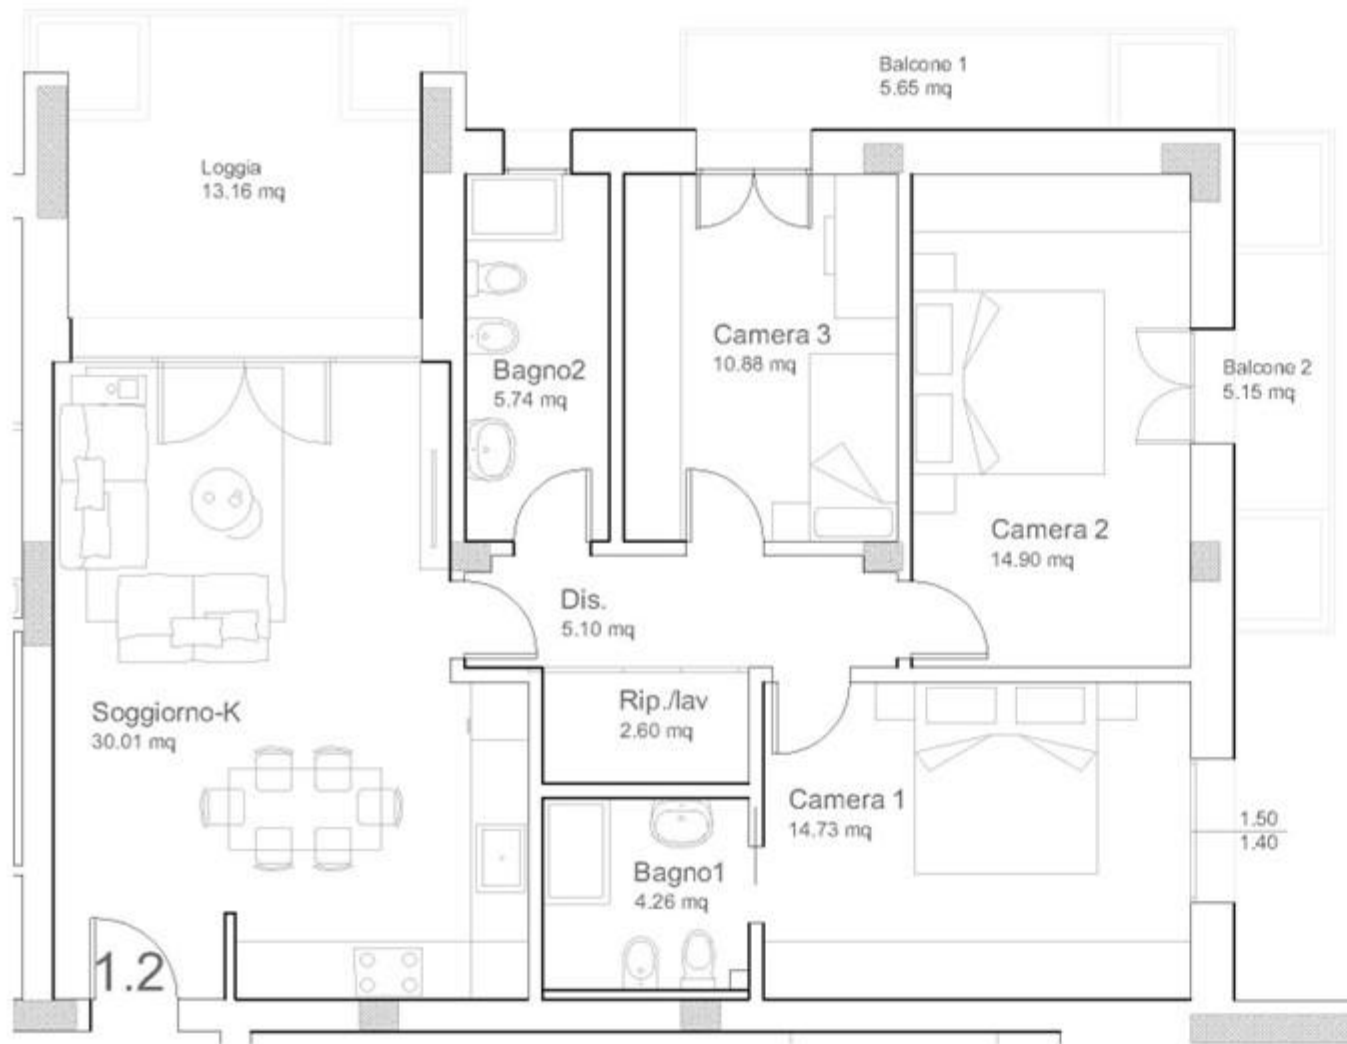 Balcone 1
5.65 mq
Loggia
13.16 mq
Camera 3
10.88 mq
Bagno2
5.74 mq
Balcone 2
5.15 mq
Camera 2
14.90 mq
Dis.
5.10 mq
Rip./lav
2.60 mq
Soggiorno-K
30.01 mq
Camera 1
14.73 mq
1.50
1.40
Bagno1
4.26 mq
1.2